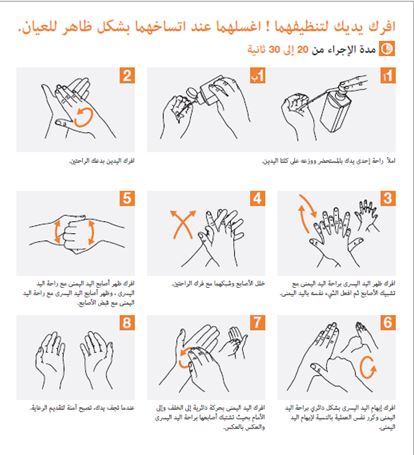 افرك يديك لتنظيفهما ! اغسلهما عند اتساخهما بشكل ظاهر للعيان.
مدة الإجراء من 20 إلى 30 ثانية
1أ
1ب
2
املأ راحة إحدى يدك بالمستحضر ووزعه على كلتا اليدين.
افرك اليدين بدعك الراحتين.
3
4
5
افرك ظهر اليد اليسرى براحة اليد اليمنى مع
تشبيك الأصابع ثم افعل الشيء نفسه باليد اليمنى.
خلل الأصابع وشبكهما مع فرك الراحتين.
افرك ظهر أصابع اليد اليمنى مع راحة اليد
اليسرى ، وظهر أصابع اليد اليسرى مع راحة اليد
اليمنى مع قبض الأصابع.
6
7
8
افرك إبهام اليد اليسرى بشكل دائري براحة اليد
اليمنى وكرر نفس العملية بالنسبة لإبهام اليد
اليمنى.
افرك اليد اليمنى بحركة دائرية إلى الخلف وإلى
الأمام بحيث تشتبك أصابعها براحة اليد اليسرى
والعكس بالعكس.
عندما تجف يداك، تصبح آمنة لتقديم الرعاية.